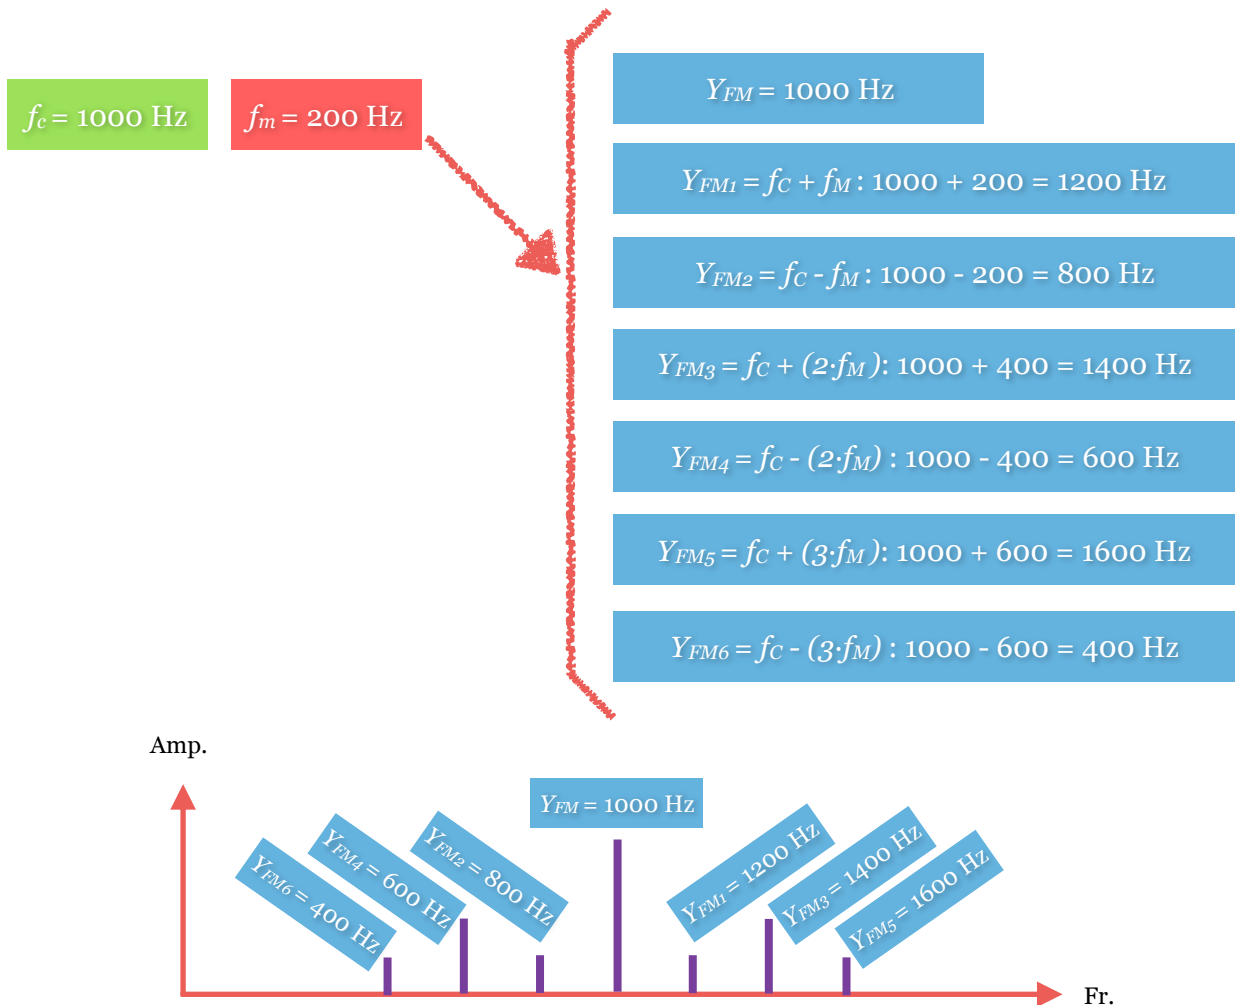 fc = 1000 Hz
fm = 200 Hz
YFM = 1000 Hz
YFM1 = fC + fM : 1000 + 200 = 1200 Hz
YFM2 = fC - fM : 1000 - 200 = 800 Hz
YFM3 = fC + (2·fM ): 1000 + 400 = 1400 Hz
YFM4 = fC - (2·fM) : 1000 - 400 = 600 Hz
YFM5 = fC + (3·fM ): 1000 + 600 = 1600 Hz
YFM6 = fC - (3·fM) : 1000 - 600 = 400 Hz
Amp.
YFM6 = 400 Hz
YFM4 = 600 Hz
YFM2 = 800 Hz
YFM = 1000 Hz
YFM1 = 1200 Hz
YFM3 = 1400 Hz
YFM5 = 1600 Hz
Fr.